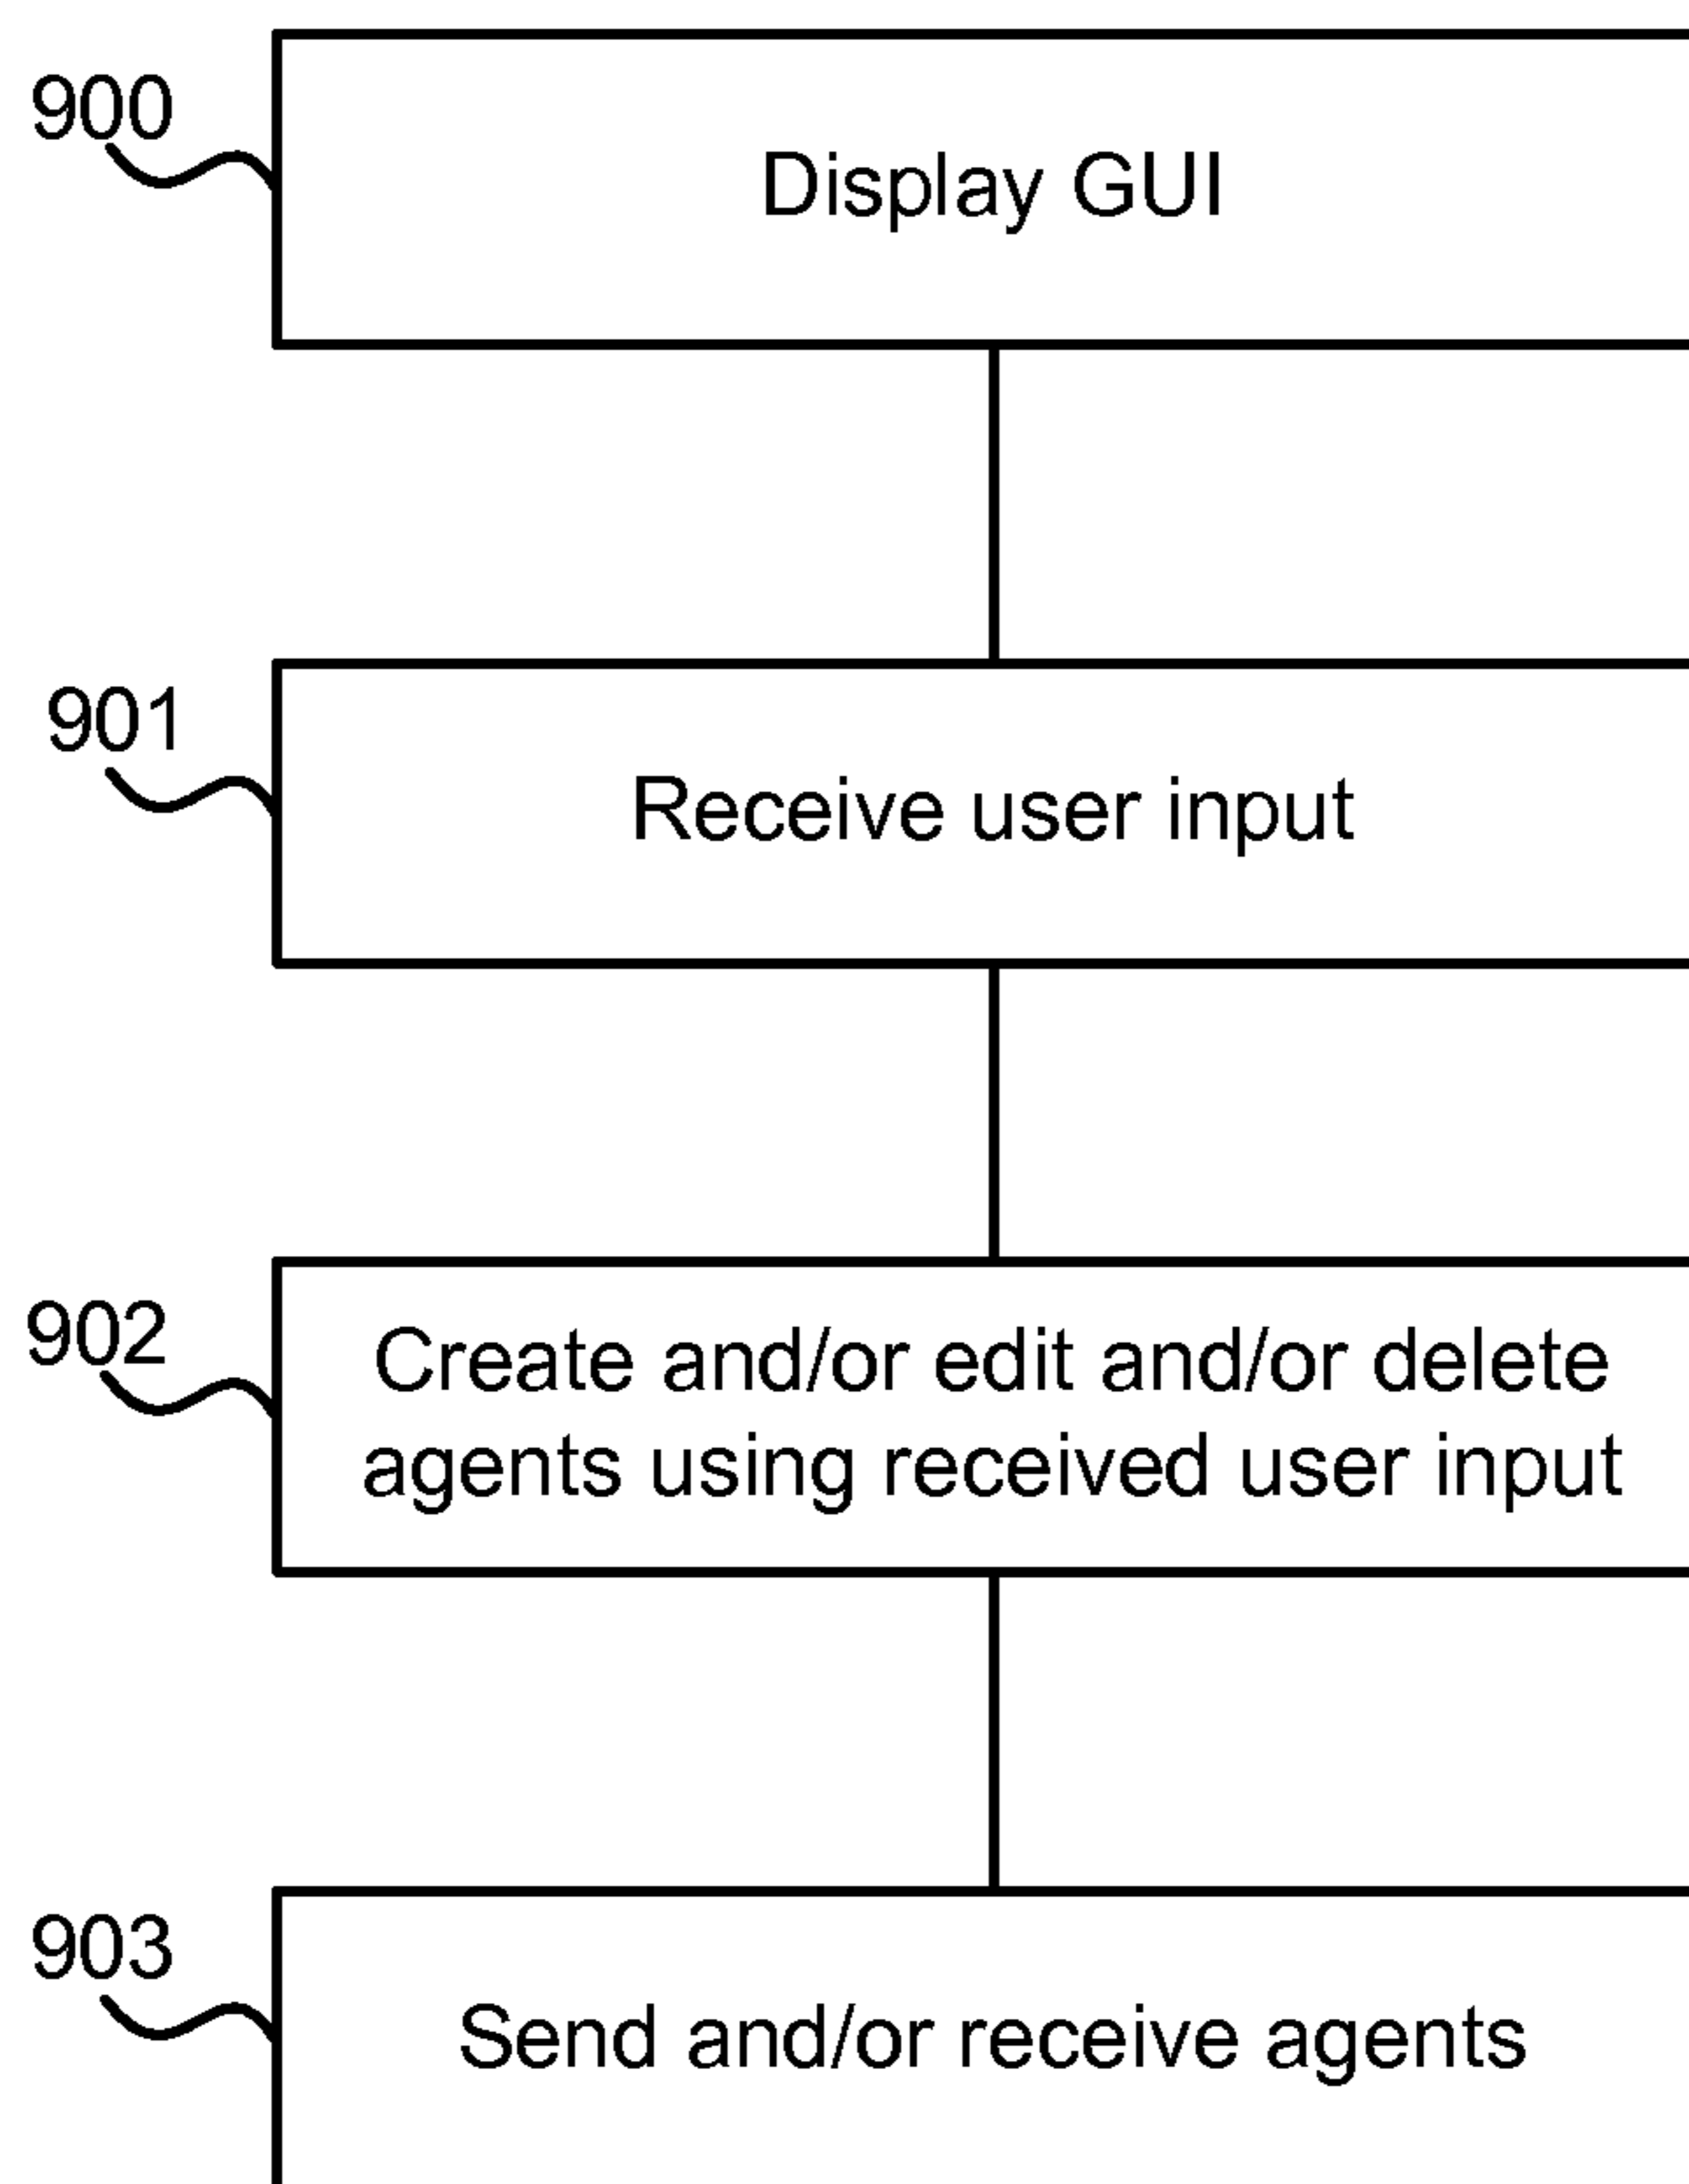 900
Display GUI
901
Receive user input
902
Create and/or edit and/or delete
agents using received user input
903
Send and/or receive agents